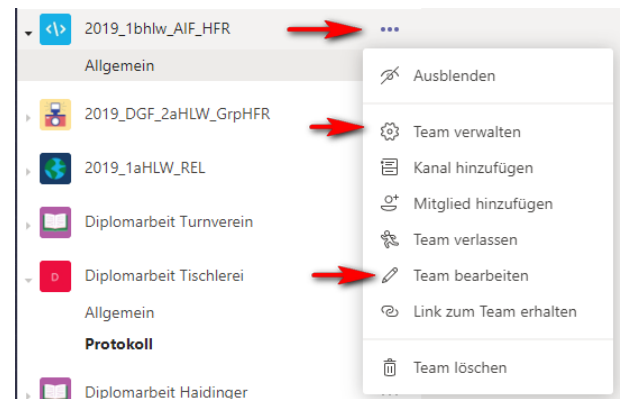 2019_1bhlw_AIF_HFR
Allgemein
2019_DGF_2aHLW_GrpHFR
2019_1aHLW_REL
Diplomarbeit Turnverein
D
Diplomarbeit Tischlerei
Allgemein
Protokoll
Diplomarbeit Haidinger
Ausblenden
Team verwalten
Kanal hinzufügen
Mitglied hinzufügen
Team verlassen
Team bearbeiten
Link zum Team erhalten
Team löschen